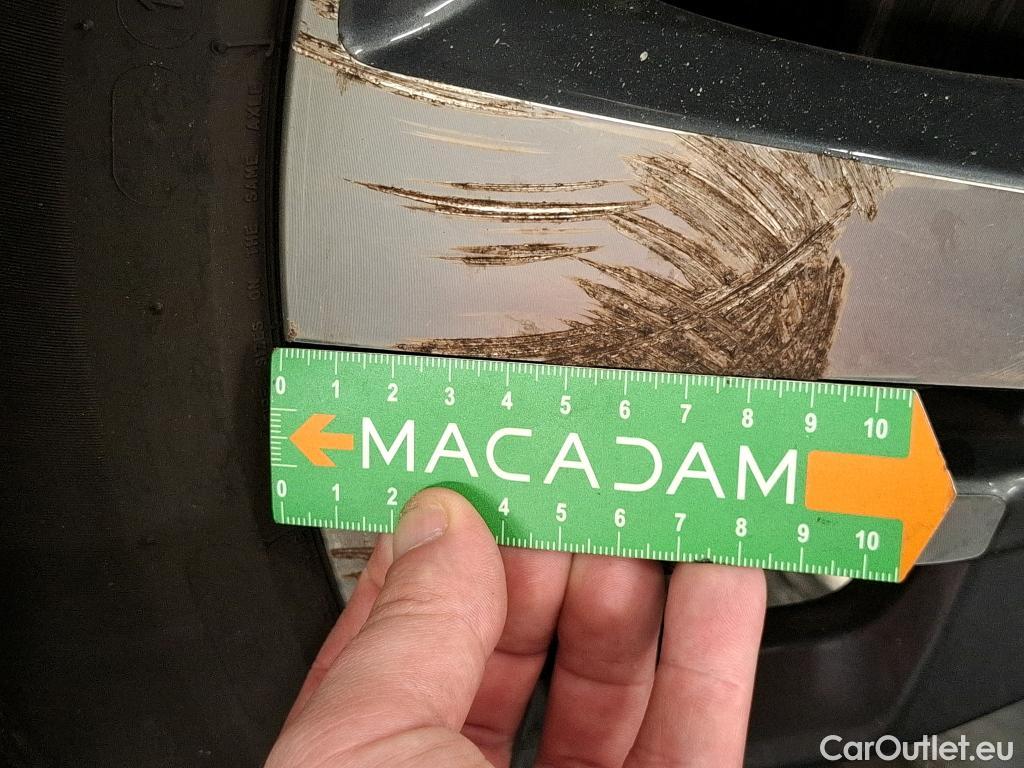 TIRES ON THE SAME AXLE
0 1 2 3 4 5 6 7 8 9 10
MACADAM
0 1 2 4 5 6 7 8 9 10
CarOutlet.eu